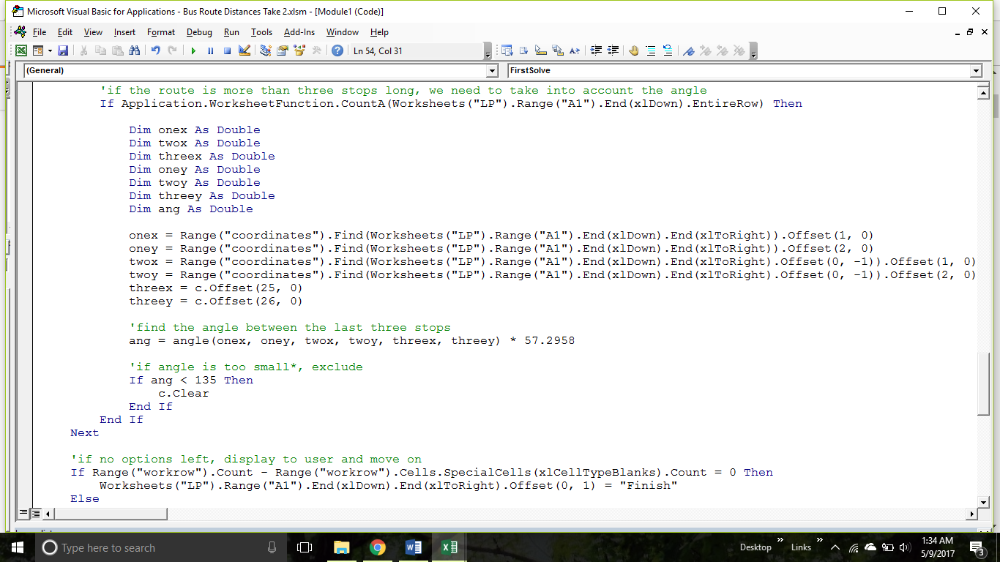 Microsoft Visual Basic for Applications - Bus Route Distances Take 2.xlsm - [Module1 (Code)]
File Edit View Insert Format Debug Run Tools Add-Ins Window Help
Ln 54, Col 31
(General) FirstSolve
'if the route is more than three stops long, we need to take into account the angle
If Application.WorksheetFunction.CountA(Worksheets("LP").Range("A1").End(xlDown).EntireRow) Then
Dim onex As Double
Dim twox As Double
Dim threex As Double
Dim oney As Double
Dim twoy As Double
Dim threey As Double
Dim ang As Double
onex = Range("coordinates").Find(Worksheets("LP").Range("A1").End(xlDown).End(xlToRight)).Offset(1, 0)
oney = Range("coordinates").Find(Worksheets("LP").Range("A1").End(xlDown).End(xlToRight)).Offset(2, 0)
twox = Range("coordinates").Find(Worksheets("LP").Range("A1").End(xlDown).End(xlToRight).Offset(0, -1)).Offset(1, 0)
twoy = Range("coordinates").Find(Worksheets("LP").Range("A1").End(xlDown).End(xlToRight).Offset(0, -1)).Offset(2, 0)
threex = c.Offset(25, 0)
threey = c.Offset(26, 0)
'find the angle between the last three stops
ang = angle(onex, oney, twox, twoy, threex, threey) * 57.2958
'if angle is too small*, exclude
If ang < 135 Then
c.Clear
End If
End If
Next
'if no options left, display to user and move on
If Range("workrow").Count - Range("workrow").Cells.SpecialCells(xlCellTypeBlanks).Count = 0 Then
Worksheets("LP").Range("A1").End(xlDown).End(xlToRight).Offset(0, 1) = "Finish"
Else
Type here to search
Desktop
Links
1:34 AM
5/9/2017
3